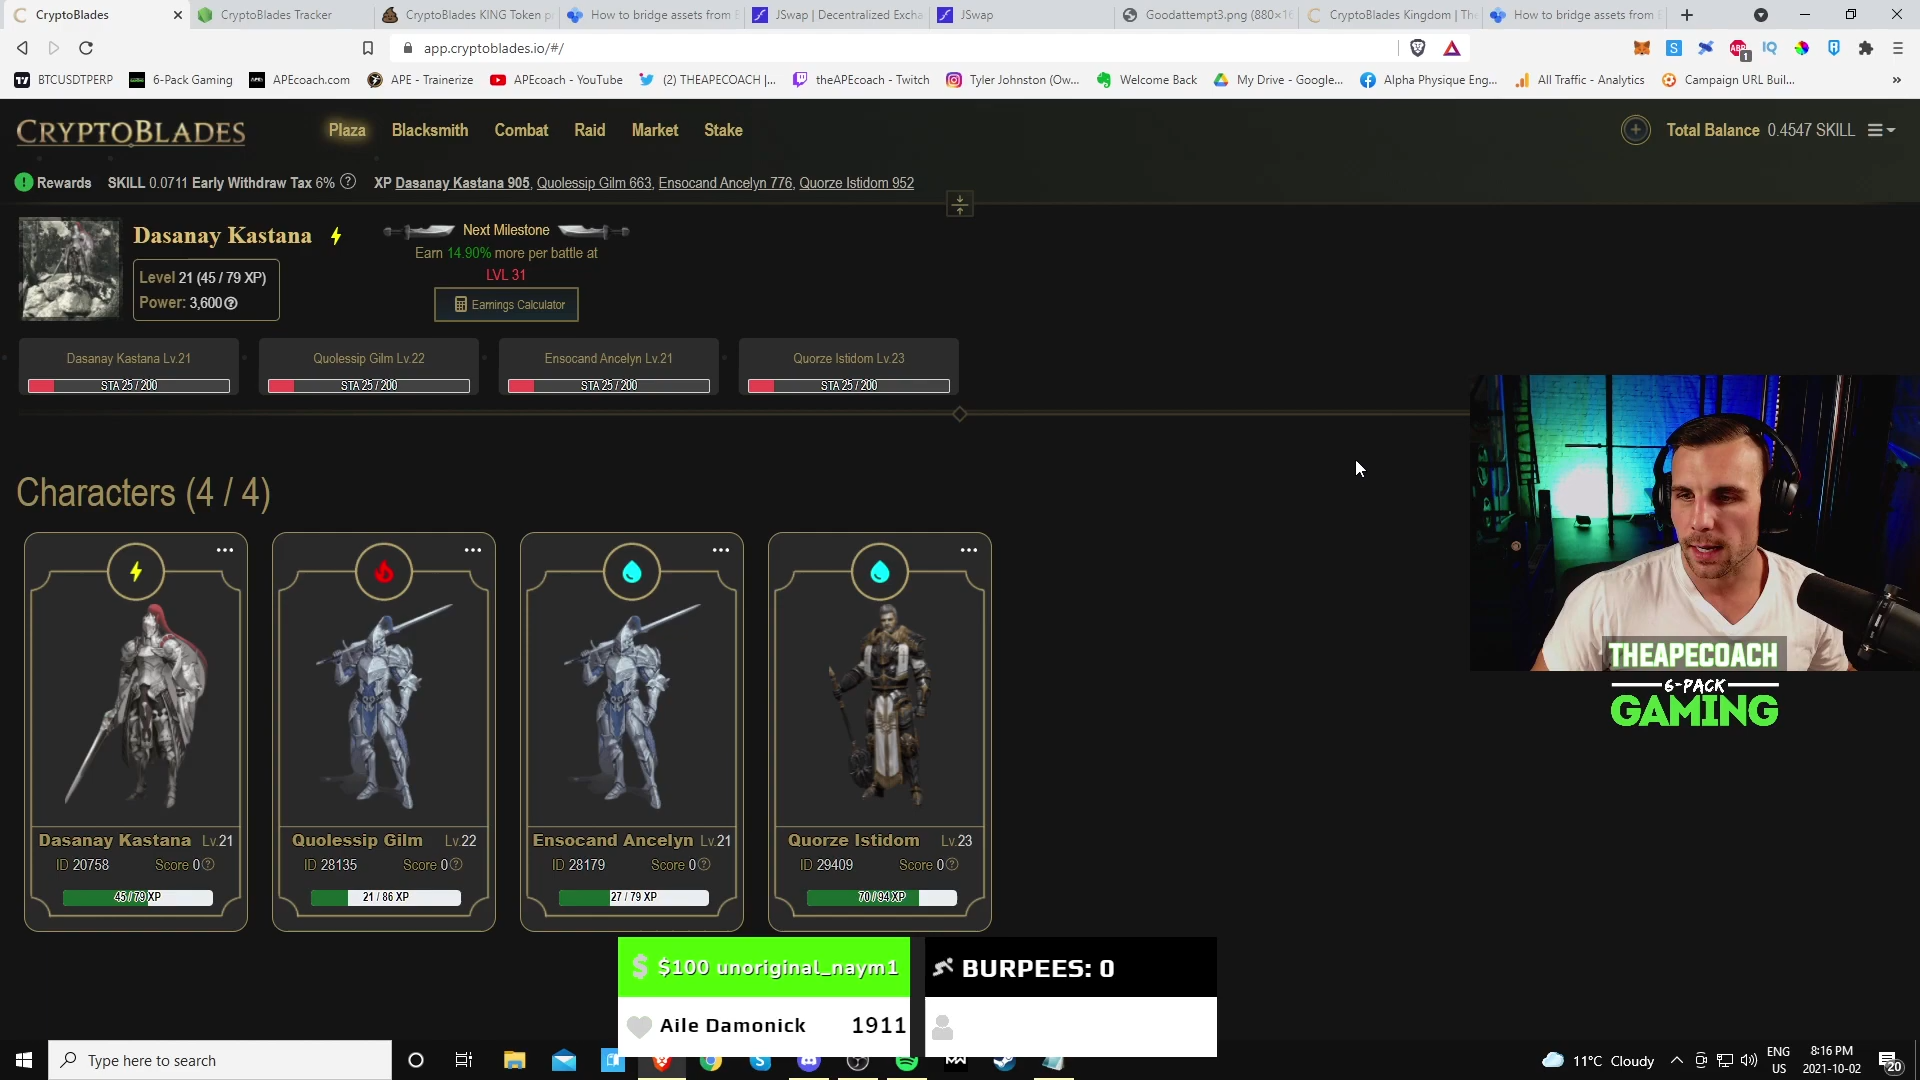 CryptoBlades
CryptoBlades Tracker
CryptoBlades KING Token p
How to bridge assets from
JSwap | Decentralized Excha
JSwap
Goodattempt3.png (880×1
CryptoBlades Kingdom | Th
How to bridge assets from
app.cryptoblades.io/#/
BTCUSDTPERP
6-Pack Gaming
APEcoach.com
APE - Trainerize
APEcoach - YouTube
(2) THEAPECOACH |...
theAPEcoach - Twitch
Tyler Johnston (Ow...
Welcome Back
My Drive - Google...
Alpha Physique Eng...
All Traffic - Analytics
Campaign URL Buil...
»
CRYPTOBLADES
Plaza Blacksmith Combat Raid Market Stake
Total Balance 0.4547 SKILL
Rewards SKILL 0.0711 Early Withdraw Tax 6% XP Dasanay Kastana 905, Quolessip Gilm 663, Ensocand Ancelyn 776, Quorze Istidom 952
Dasanay Kastana
Level 21 (45 / 79 XP)
Power: 3,600
Next Milestone
Earn 14.90% more per battle at
LVL 31
Earnings Calculator
Dasanay Kastana Lv.21
STA 25 / 200
Quolessip Gilm Lv.22
STA 25 / 200
Ensocand Ancelyn Lv.21
STA 25 / 200
Quorze Istidom Lv.23
STA 25 / 200
Characters (4 / 4)
Dasanay Kastana Lv.21
ID 20758 Score 0
45 / 79 XP
Quolessip Gilm Lv.22
ID 28135 Score 0
21 / 86 XP
Ensocand Ancelyn Lv.21
ID 28179 Score 0
27 / 79 XP
Quorze Istidom Lv.23
ID 29409 Score 0
70 / 94 XP
THEAPECOACH
6-PACK
GAMING
$100 unoriginal_naym1
Aile Damonick 1911
BURPEES: 0
Type here to search
11°C Cloudy
ENG
US
8:16 PM
2021-10-02
20